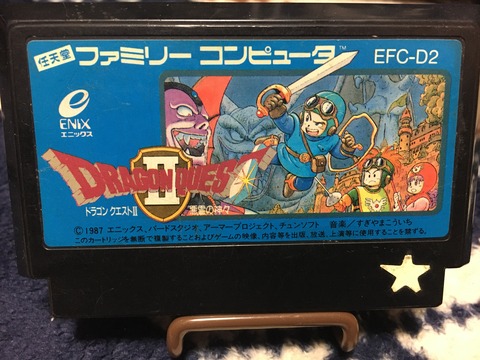 任天堂 ファミリー コンピュータ™ EFC-D2
ENIX
エニックス
DRAGON QUEST
II
ドラゴン クエストII 悪霊の神々
©1987 エニックス、バードスタジオ、アーマープロジェクト、チュンソフト 音楽/すぎやまこういち
このカートリッジを無断で複製することおよびゲームの映像、内容等を出版、放送、上演等に使用することを禁ずる。